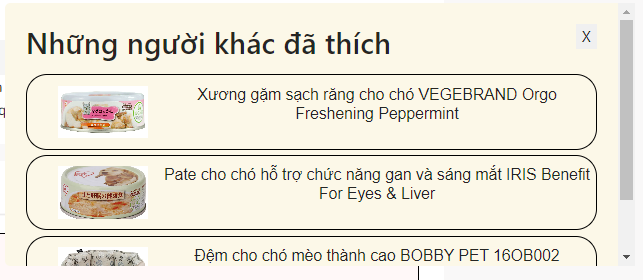 Những người khác đã thích
X
Xương gặm sạch răng cho chó VEGEBRAND Orgo
Freshening Peppermint
Pate cho chó hỗ trợ chức năng gan và sáng mắt IRIS Benefit
For Eyes & Liver
Đệm cho chó mèo thành cao BOBBY PET 16OB002